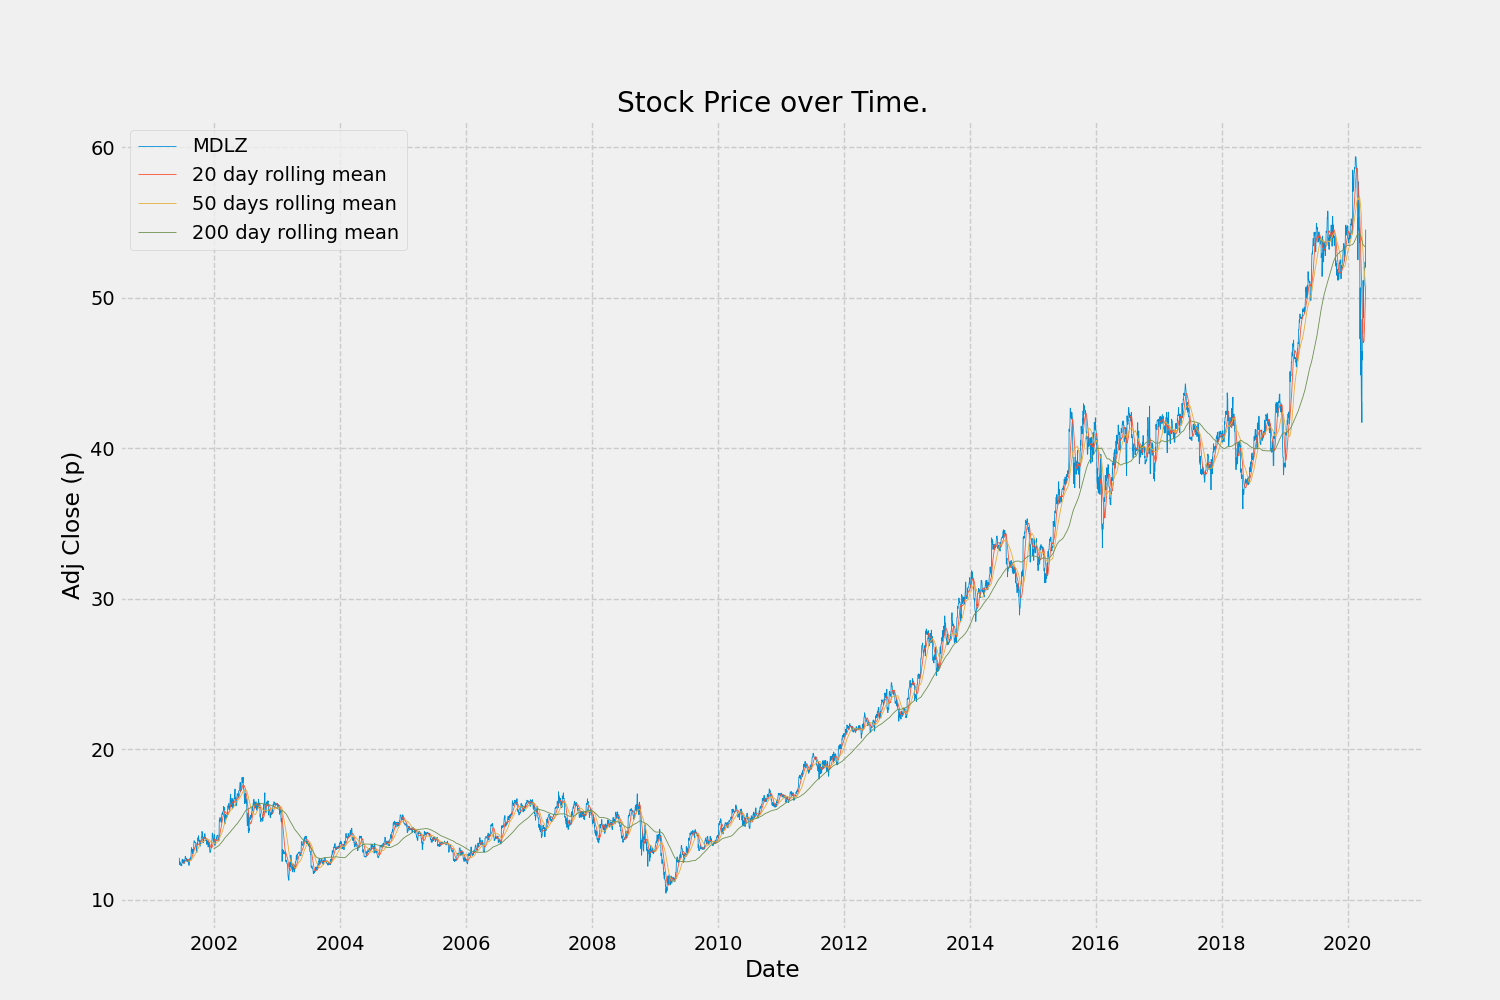 Stock Price over Time.
MDLZ
20 day rolling mean
50 days rolling mean
200 day rolling mean
60
50
40
30
20
10
Adj Close (p)
2002 2004 2006 2008 2010 2012 2014 2016 2018 2020
Date